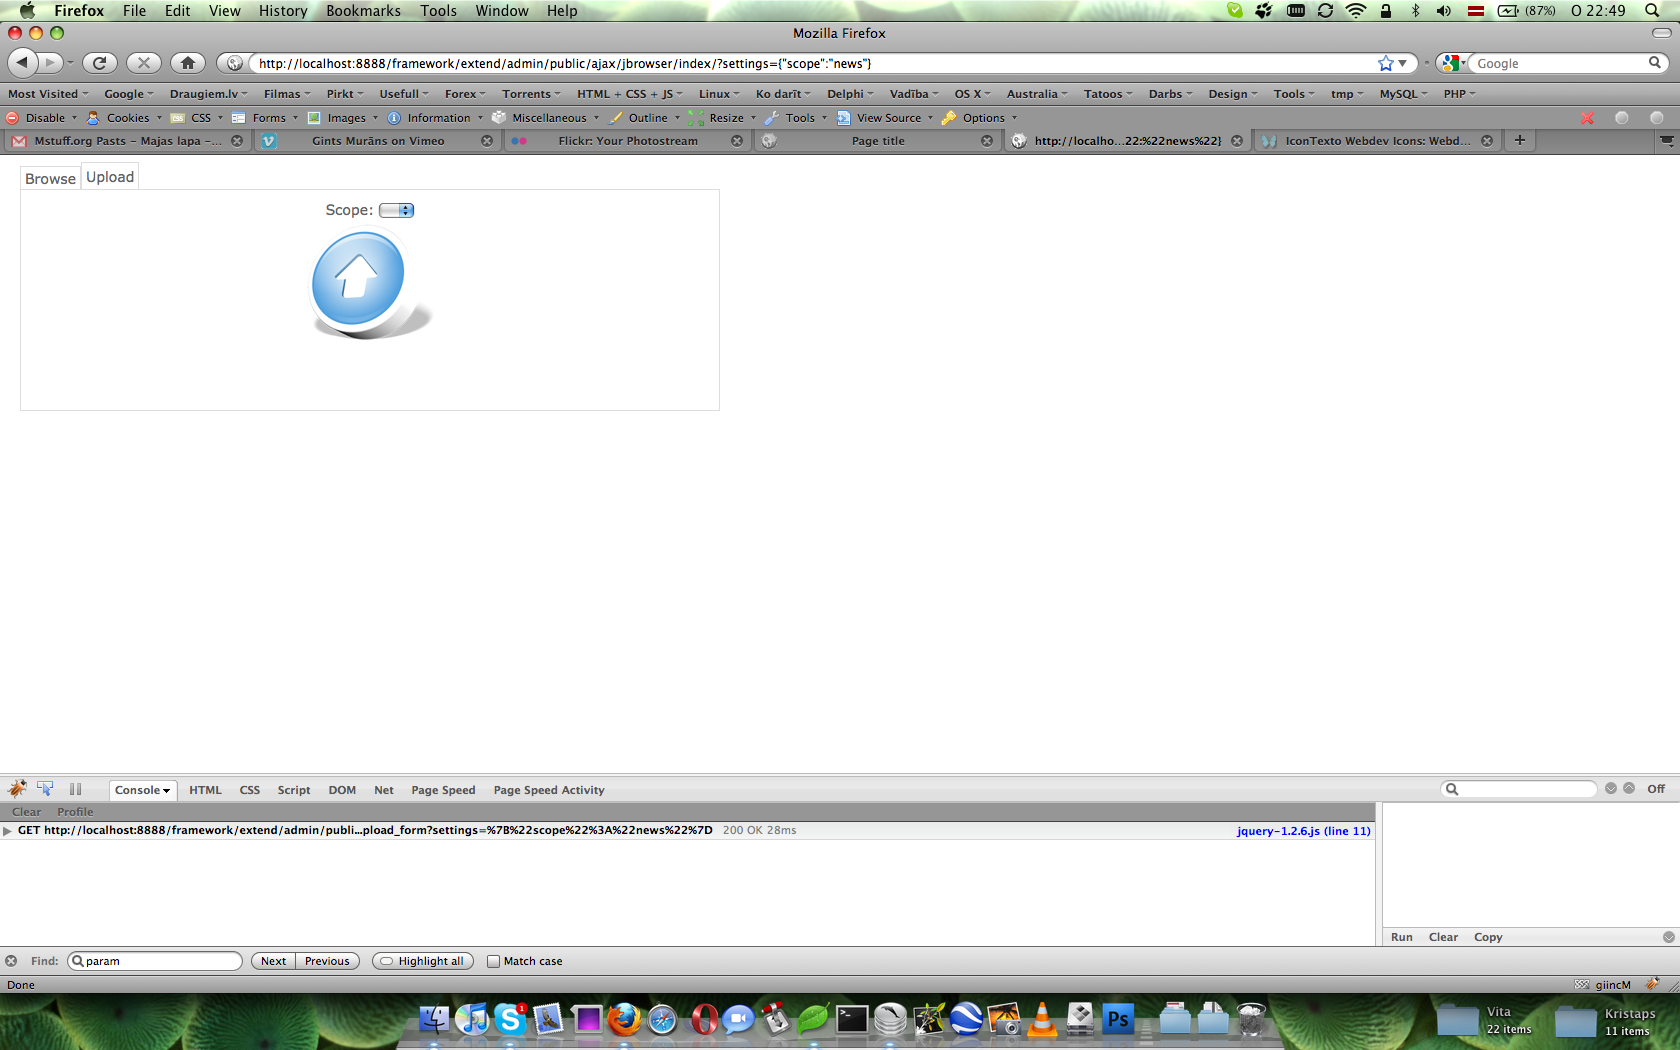 Firefox File Edit View History Bookmarks Tools Window Help (87%) O 22:49
Mozilla Firefox
http://localhost:8888/framework/extend/admin/public/ajax/jbrowser/index/?settings={"scope":"news"} Google
Most Visited Google Draugiem.lv Filmas Pirkt Usefull Forex Torrents HTML + CSS + JS Linux Ko darīt Delphi Vadība OS X Australia Tatoos Darbs Design Tools tmp MySQL PHP
Disable Cookies CSS Forms Images Information Miscellaneous Outline Resize Tools View Source Options
Mstuff.org Pasts - Majas lapa -... Gints Murāns on Vimeo Flickr: Your Photostream Page title http://localho...22:%22news%22} IconTexto Webdev Icons: Webd...
Browse Upload
Scope:
Console HTML CSS Script DOM Net Page Speed Page Speed Activity Off
Clear Profile
GET http://localhost:8888/framework/extend/admin/publi...pload_form?settings=%7B%22scope%22%3A%22news%22%7D 200 OK 28ms jquery-1.2.6.js (line 11)
Run Clear Copy
Find: param Next Previous Highlight all Match case
Done giincM
1
Ps
Vita
22 items
Kristaps
11 items